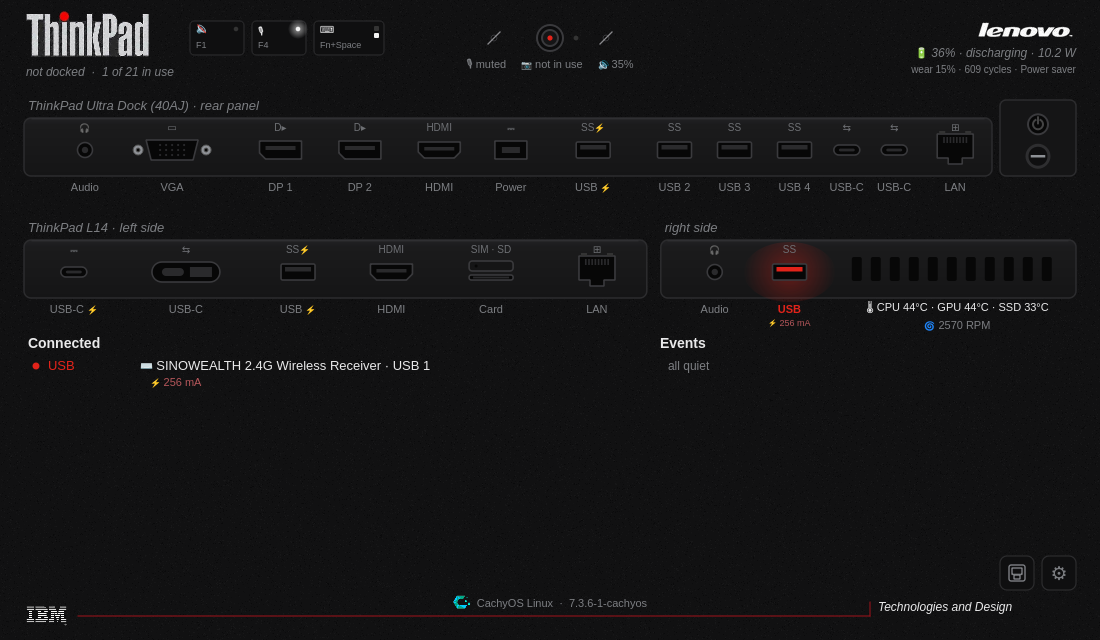 ThinkPad
F1
F4
Fn+Space
muted
not in use
35%
lenovo
not docked · 1 of 21 in use
36% · discharging · 10.2 W
wear 15% · 609 cycles · Power saver
ThinkPad Ultra Dock (40AJ) · rear panel
D▸ D▸ HDMI SS⚡ SS SS SS
Audio VGA DP 1 DP 2 HDMI Power USB ⚡ USB 2 USB 3 USB 4 USB-C USB-C LAN
ThinkPad L14 · left side
right side
SS⚡ HDMI SIM · SD SS
USB-C ⚡ USB-C USB ⚡ HDMI Card LAN
Audio USB
⚡ 256 mA
CPU 44°C · GPU 44°C · SSD 33°C
2570 RPM
Connected
USB SINOWEALTH 2.4G Wireless Receiver · USB 1
⚡ 256 mA
Events
all quiet
IBM
CachyOS Linux · 7.3.6-1-cachyos
Technologies and Design